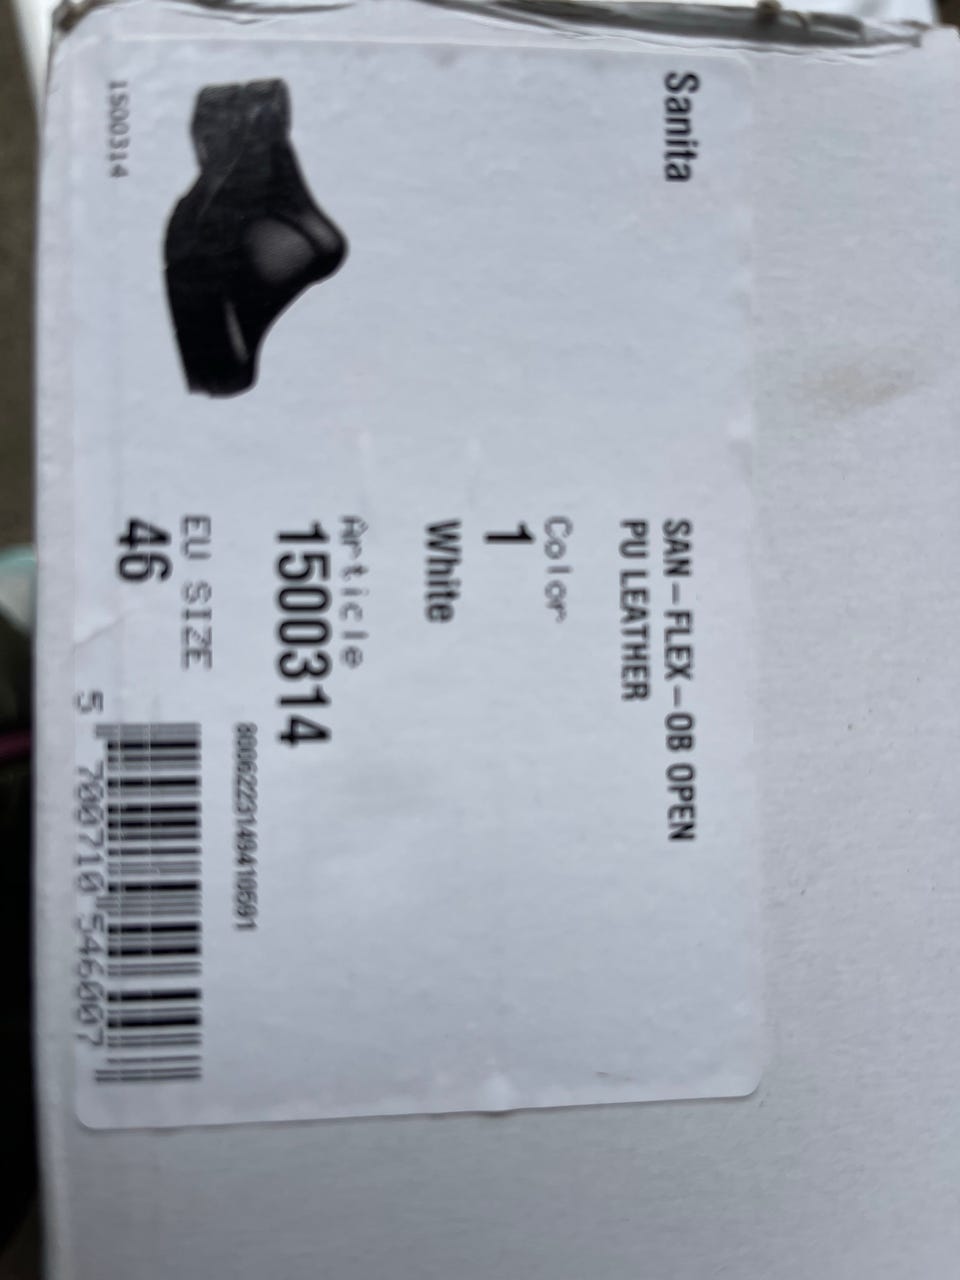 Sanita
SAN-FLEX-OB OPEN
PU LEATHER
Color
1
White
Article
1500314
EU SIZE
46
1500314
5 700710 546007